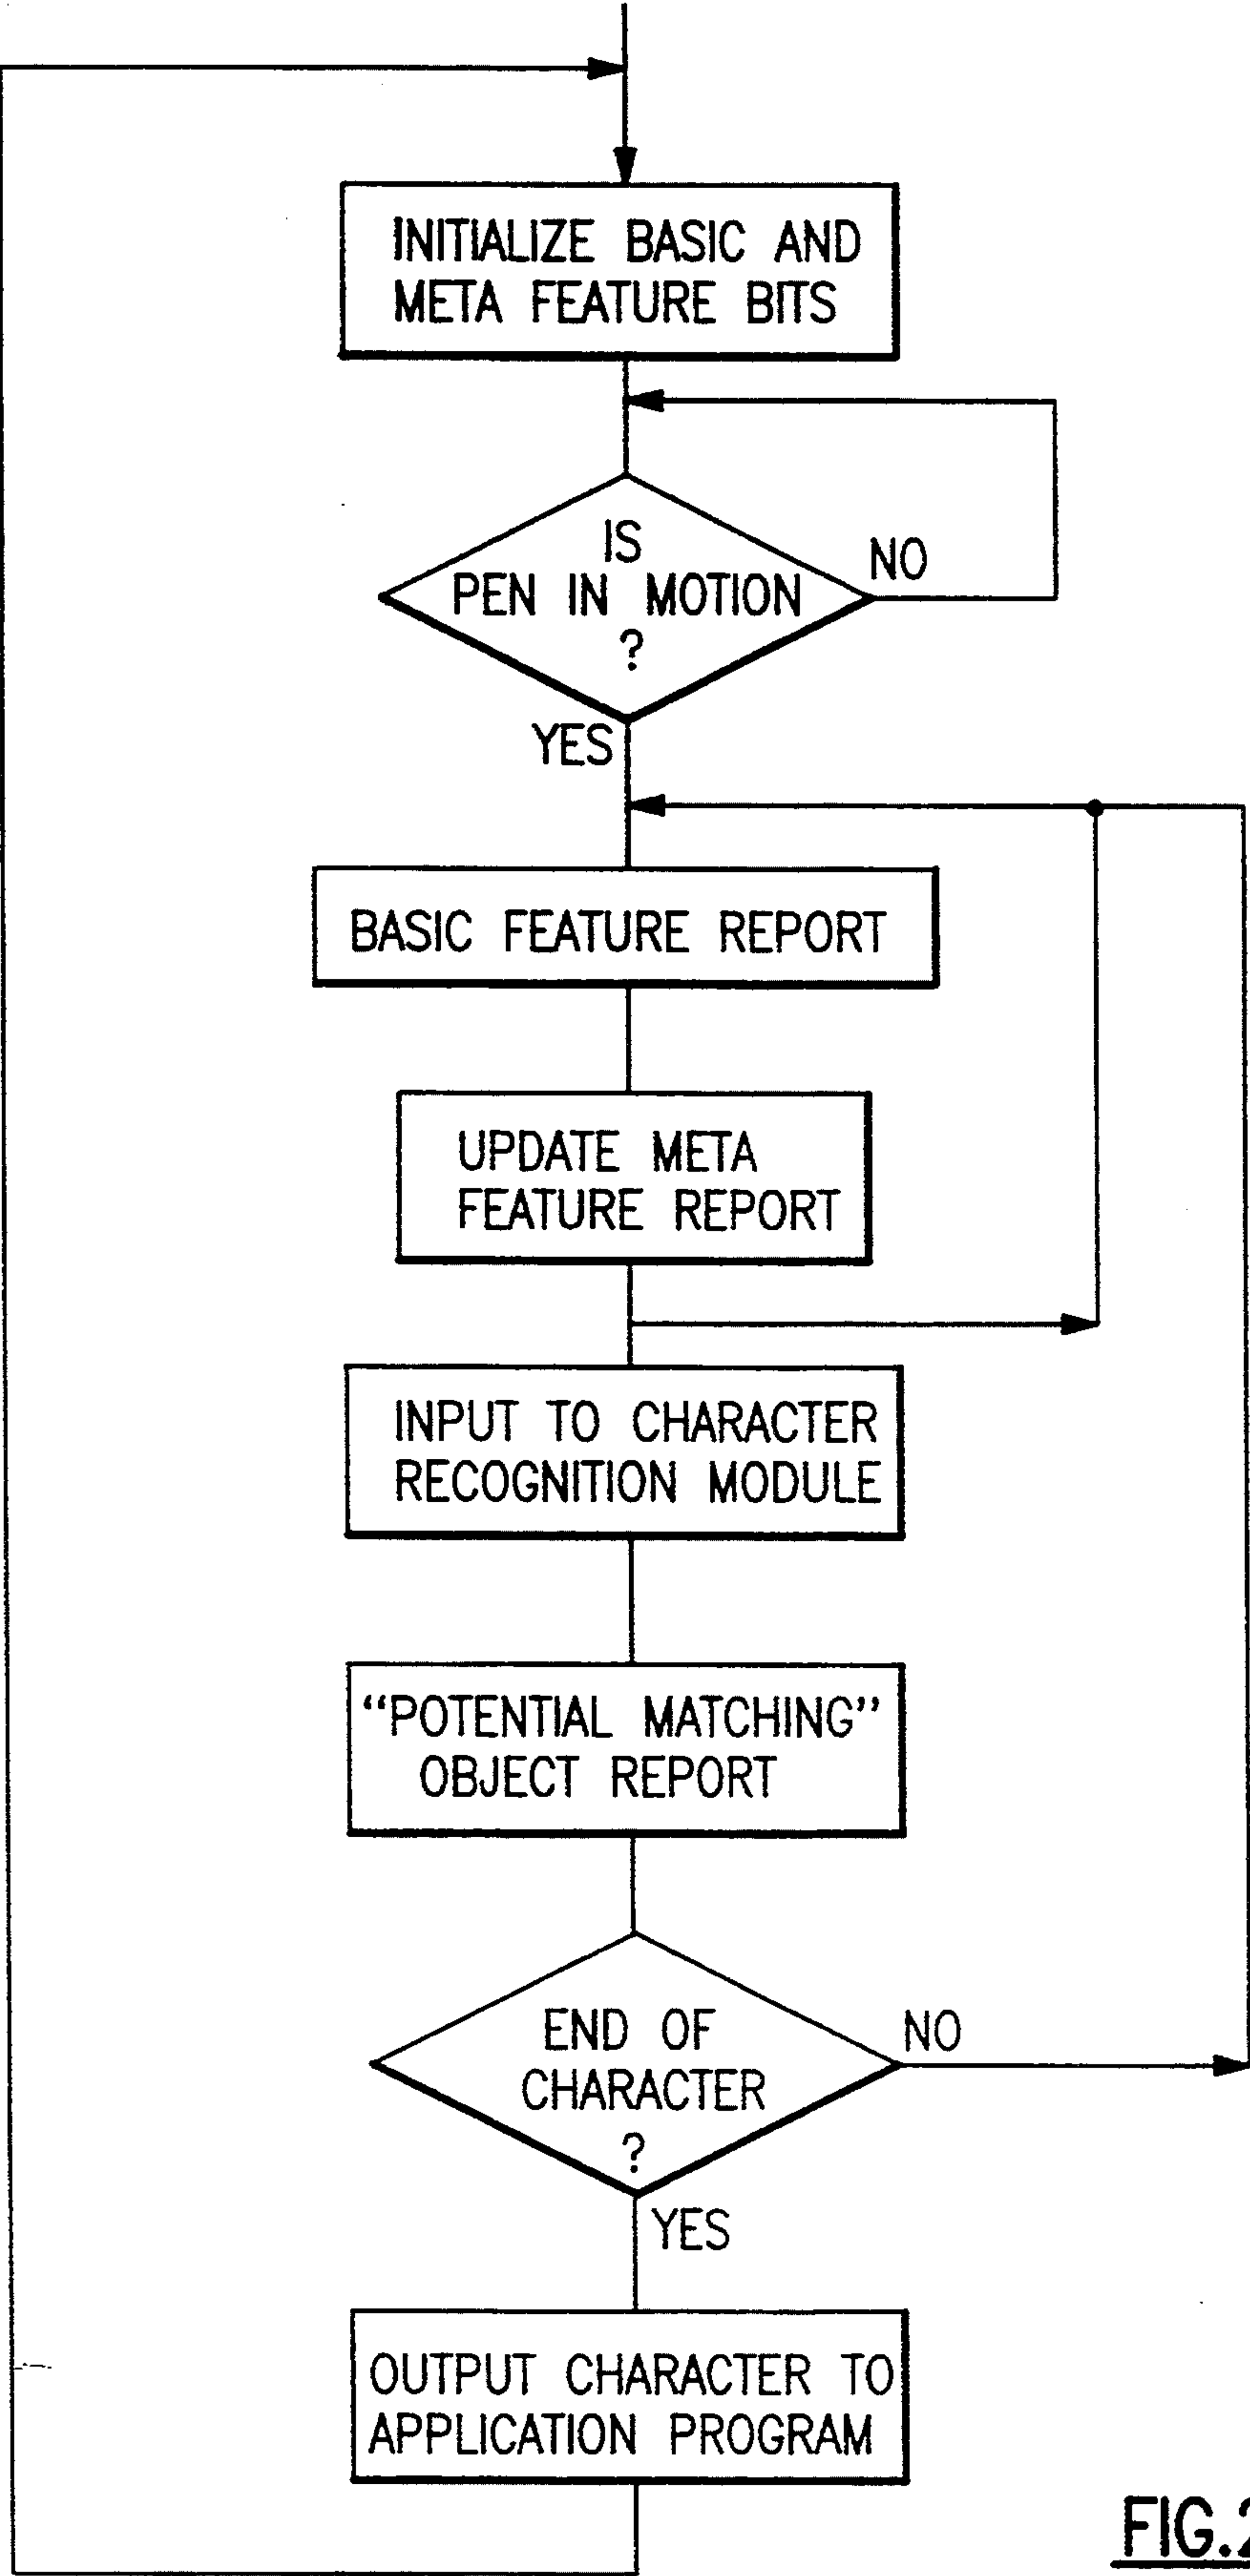 INITIALIZE BASIC AND
META FEATURE BITS
IS
PEN IN MOTION
?
NO
YES
BASIC FEATURE REPORT
UPDATE META
FEATURE REPORT
INPUT TO CHARACTER
RECOGNITION MODULE
“POTENTIAL MATCHING”
OBJECT REPORT
END OF
CHARACTER
?
NO
YES
OUTPUT CHARACTER TO
APPLICATION PROGRAM
FIG.2